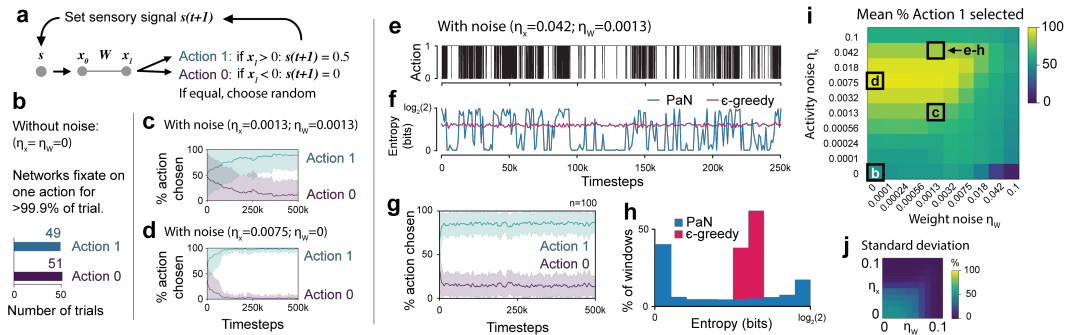 a
Set sensory signal s(t+1)
s
x0 W x1
Action 1: if x1 > 0: s(t+1) = 0.5
Action 0: if x1 < 0: s(t+1) = 0
If equal, choose random
b
Without noise:
(ηx= ηW=0)
Networks fixate on
one action for
>99.9% of trial.
49
Action 1
51
Action 0
0 50
Number of trials
c
With noise (ηx=0.0013; ηW=0.0013)
% action
chosen
100
50
0
Action 1
Action 0
0 250k 500k
d
With noise (ηx=0.0075; ηW=0)
% action
chosen
100
50
0
Action 1
Action 0
0 250k 500k
Timesteps
e
With noise (ηx=0.042; ηW=0.0013)
Action
1
0
f
PaN
ϵ-greedy
Entropy
(bits)
log2(2)
0
0 50k 100k 150k 200k 250k
Timesteps
g
n=100
% action chosen
100
50
0
Action 1
Action 0
0 250k 500k
Timesteps
h
PaN
ϵ-greedy
% of windows
50
0
0 log2(2)
Entropy (bits)
i
Mean % Action 1 selected
Activity noise ηx
0.1
0.042
0.018
0.0075
0.0032
0.0013
0.00056
0.00024
0.0001
0
e-h
d
c
b
0 0.0001 0.00024 0.00056 0.0013 0.0032 0.0075 0.018 0.042 0.1
Weight noise ηW
100
75
50
25
0
j
Standard deviation
0.1
ηx
0
0 ηW 0.1
%
100
75
50
25
0